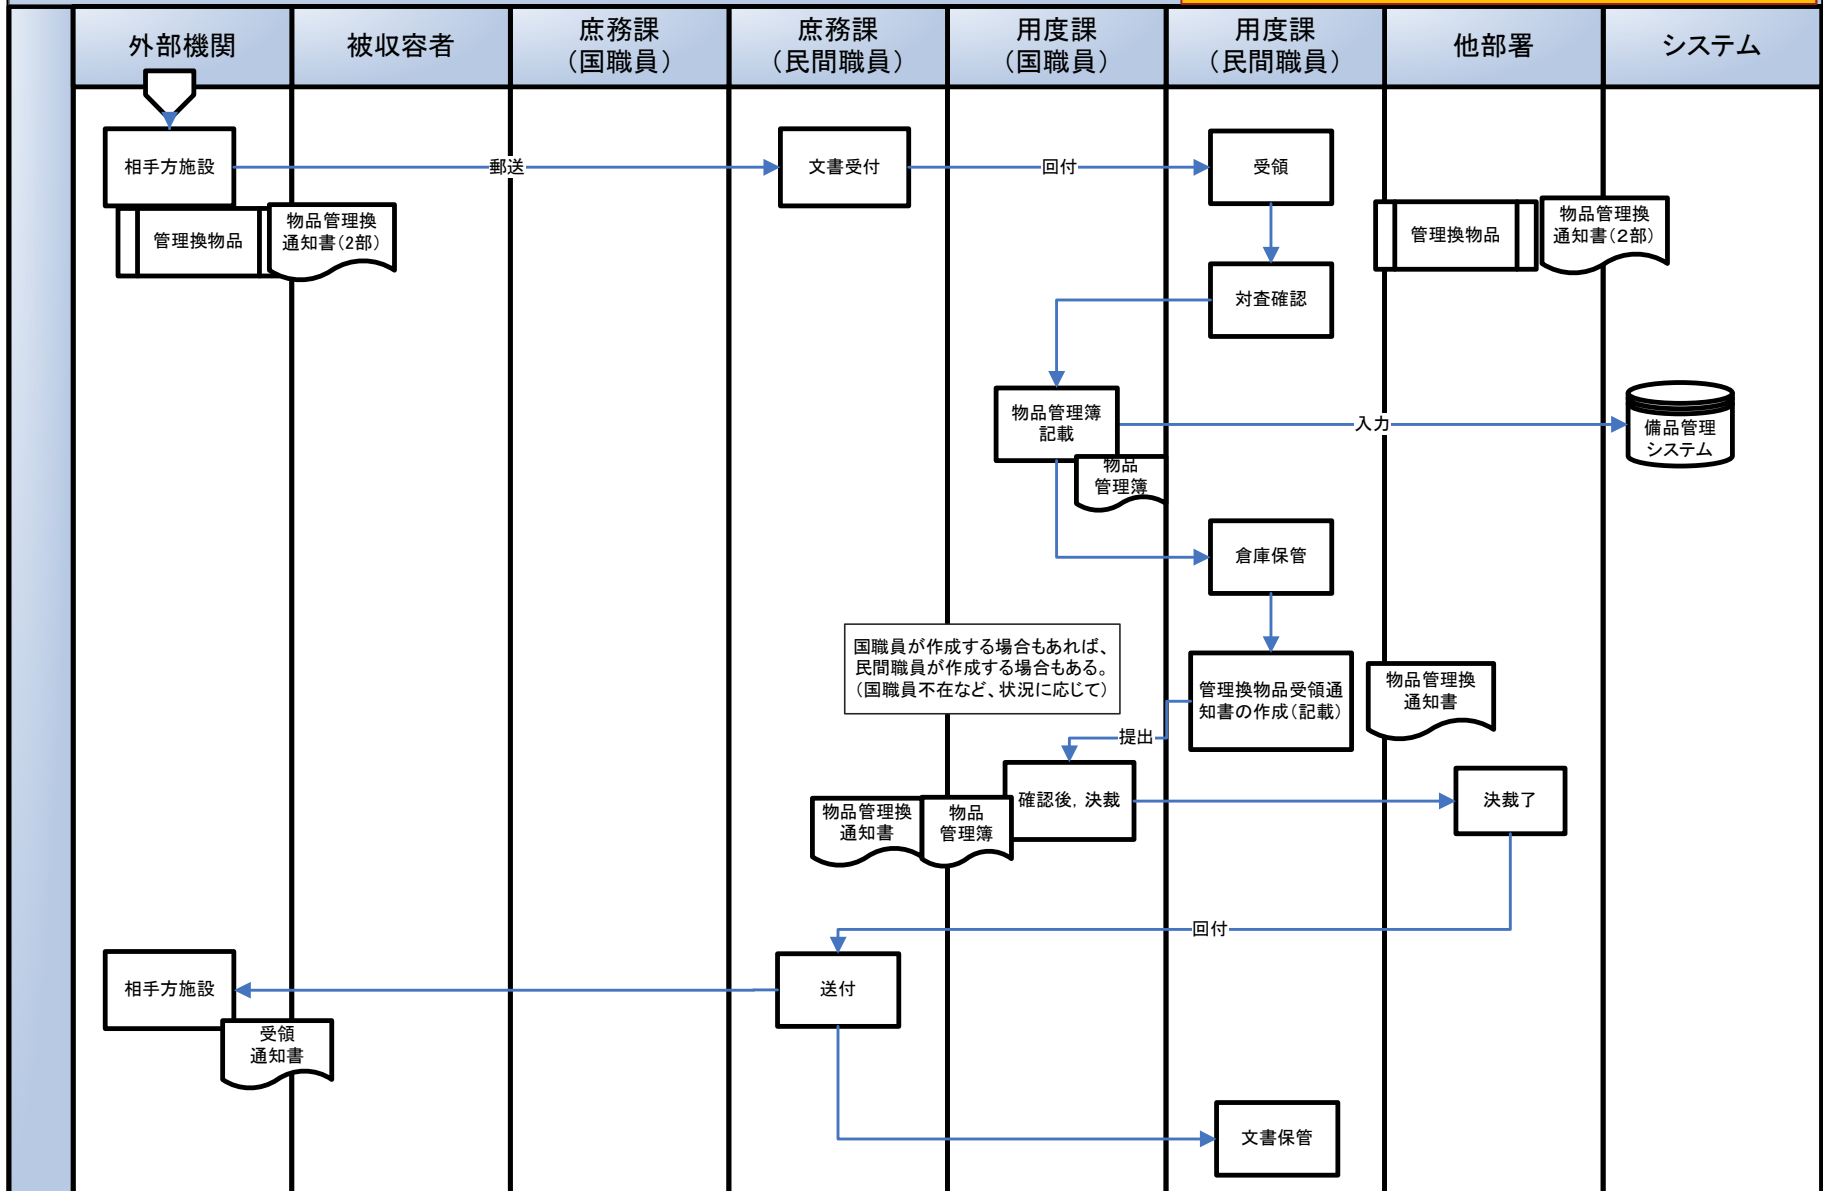 外部機関
被収容者
庶務課
（国職員）
庶務課
（民間職員）
用度課
（国職員）
用度課
（民間職員）
他部署
システム
相手方施設
郵送
文書受付
回付
受領
管理換物品
物品管理換
通知書（2部）
管理換物品
物品管理換
通知書（２部）
対査確認
物品管理簿
記載
入力
備品管理
システム
物品
管理簿
倉庫保管
国職員が作成する場合もあれば、
民間職員が作成する場合もある。
（国職員不在など、状況に応じて）
管理換物品受領通
知書の作成（記載）
物品管理換
通知書
提出
物品管理換
通知書
物品
管理簿
確認後，決裁
決裁了
回付
相手方施設
送付
受領
通知書
文書保管